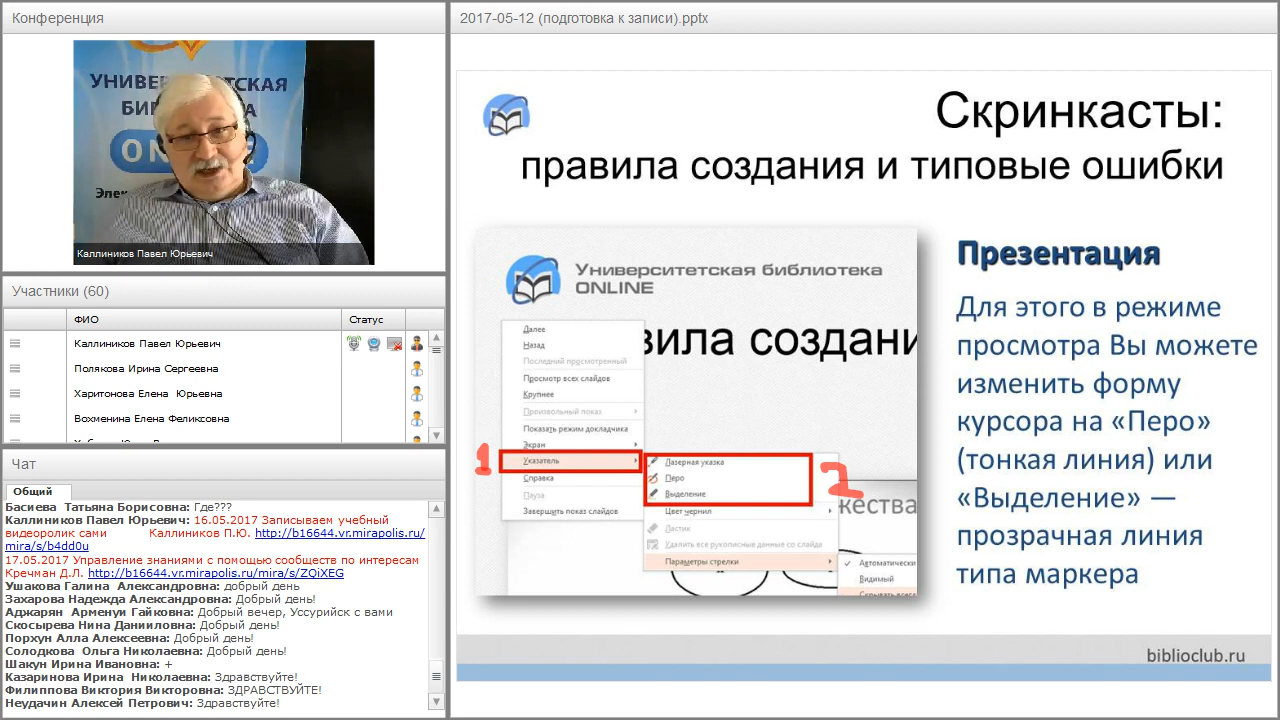 Конференция
УНИВЕРСИТЕТСКАЯ
Каллиников Павел Юрьевич
Участники (60)
ФИО Статус
Каллиников Павел Юрьевич
Полякова Ирина Сергеевна
Харитонова Елена Юрьевна
Вохменина Елена Феликсовна
Чат
Общий
Басиева Татьяна Борисовна: Где???
Каллиников Павел Юрьевич: 16.05.2017 Записываем учебный
видеоролик сами Каллиников П.Ю. http://b16644.vr.mirapolis.ru/
mira/s/b4dd0u
17.05.2017 Управление знаниями с помощью сообществ по интересам
Кречман Д.Л. http://b16644.vr.mirapolis.ru/mira/s/ZQiXEG
Ушакова Галина Александровна: добрый день
Захарова Надежда Александровна: Добрый день!
Аджарян Арменуи Гайковна: Добрый вечер, Уссурийск с вами
Скосырева Нина Данииловна: Добрый день!
Порхун Алла Алексеевна: Добрый день!
Солодкова Ольга Николаевна: Добрый день!
Шакун Ирина Ивановна: +
Казаринова Ирина Николаевна: Здравствуйте!
Филиппова Виктория Викторовна: ЗДРАВСТВУЙТЕ!
Неудачин Алексей Петрович: Здравствуйте!
2017-05-12 (подготовка к записи).pptx
Скринкасты:
правила создания и типовые ошибки
Университетская библиотека
ONLINE
вила создани
Далее
Назад
Последний просмотренный
Просмотр всех слайдов
Крупнее
Произвольный показ
Показать режим докладчика
Экран
1 Указатель
Справка
Пауза
Завершить показ слайдов
Лазерная указка
Перо 2
Выделение
Цвет чернил
жества
Ластик
Удалить все рукописные данные со слайда
Параметры стрелки
Автоматически
Видимый
Скрывать всег
Презентация
Для этого в режиме
просмотра Вы можете
изменить форму
курсора на «Перо»
(тонкая линия) или
«Выделение» —
прозрачная линия
типа маркера
biblioclub.ru